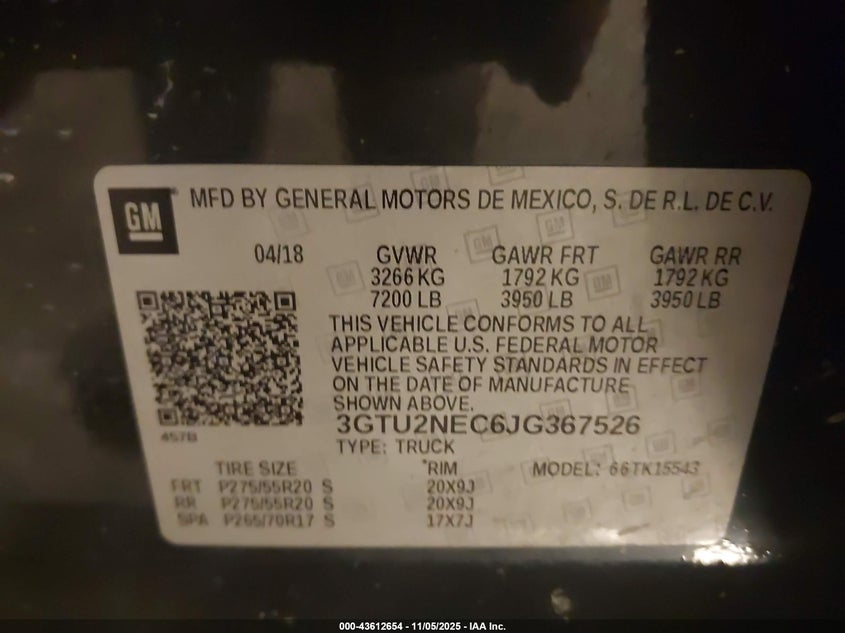 GM
MFD BY GENERAL MOTORS DE MEXICO, S. DE R.L. DE C.V.
04/18 GVWR GAWR FRT GAWR RR
3266 KG 1792 KG 1792 KG
7200 LB 3950 LB 3950 LB
THIS VEHICLE CONFORMS TO ALL
APPLICABLE U.S. FEDERAL MOTOR
VEHICLE SAFETY STANDARDS IN EFFECT
ON THE DATE OF MANUFACTURE
SHOWN ABOVE.
3GTU2NEC6JG367526
457B
TYPE: TRUCK
TIRE SIZE RIM MODEL: 66TK15543
FRT P275/55R20 S 20X9J
RR P275/55R20 S 20X9J
SPA P265/70R17 S 17X7J
000-43612654 - 11/05/2025 - IAA Inc.